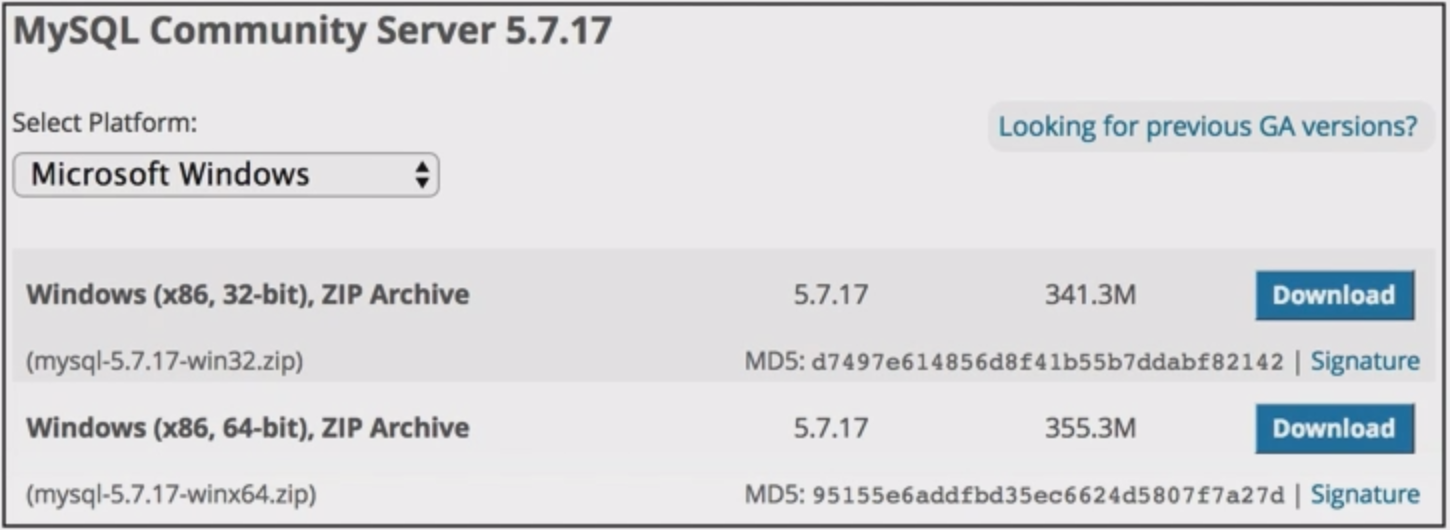 MySQL Community Server 5.7.17
Select Platform:
Looking for previous GA versions?
Microsoft Windows
Windows (x86, 32-bit), ZIP Archive 5.7.17 341.3M Download
(mysql-5.7.17-win32.zip) MD5: d7497e614856d8f41b55b7ddabf82142 | Signature
Windows (x86, 64-bit), ZIP Archive 5.7.17 355.3M Download
(mysql-5.7.17-winx64.zip) MD5: 95155e6addfbd35ec6624d5807f7a27d | Signature